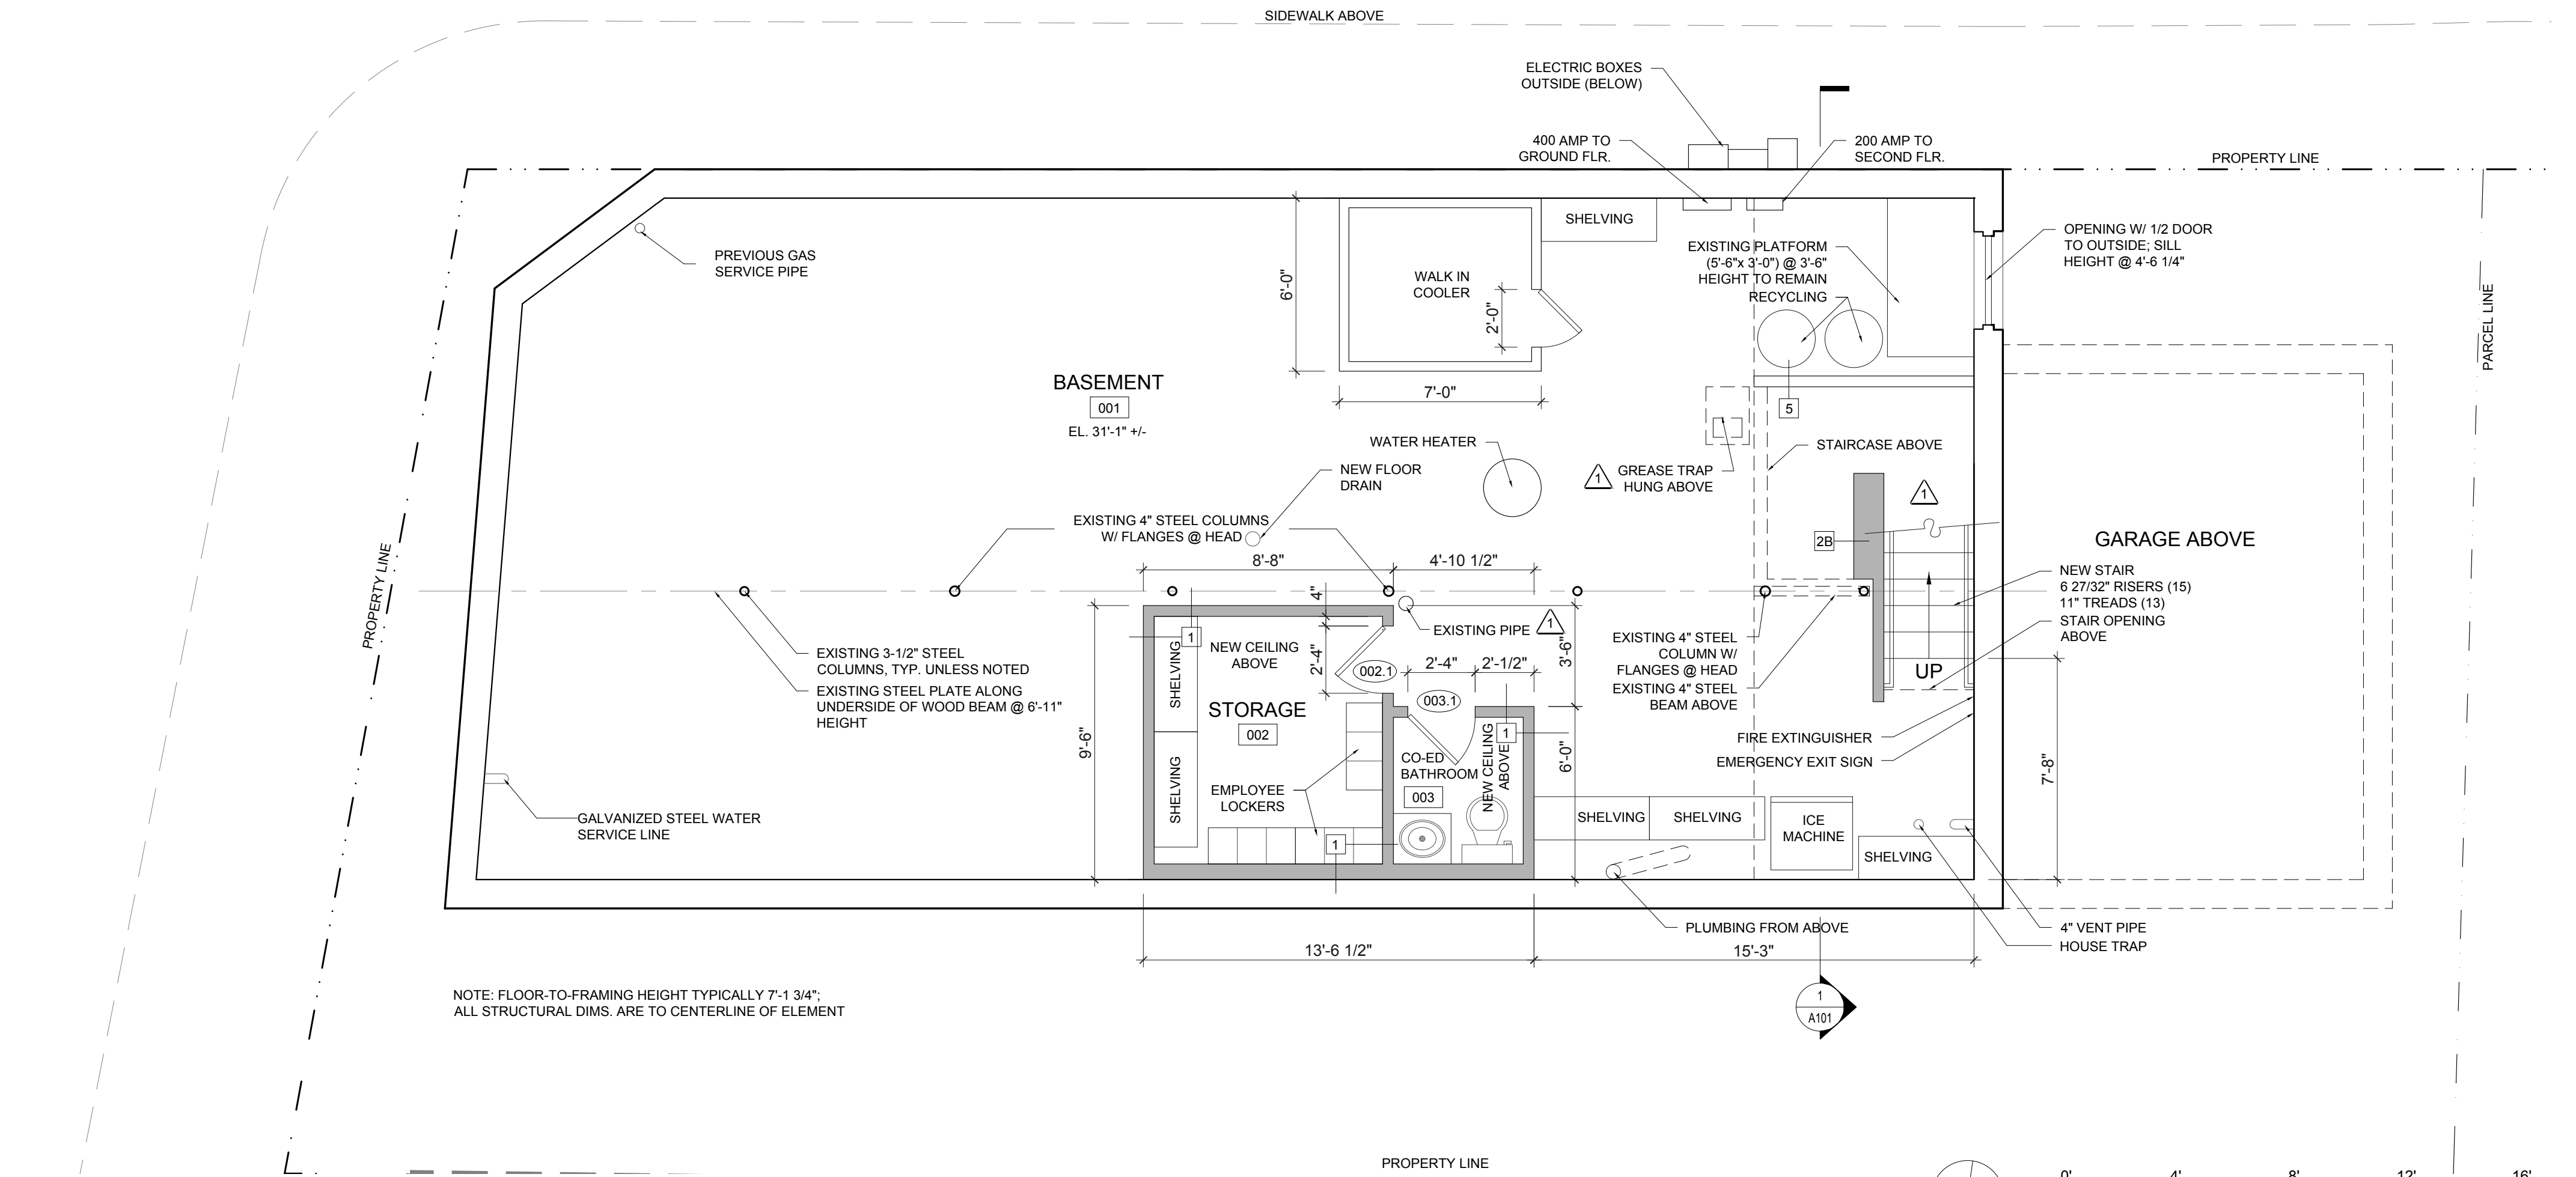 SIDEWALK ABOVE
ELECTRIC BOXES
OUTSIDE (BELOW)
400 AMP TO
GROUND FLR.
200 AMP TO
SECOND FLR.
PROPERTY LINE
SHELVING
OPENING W/ 1/2 DOOR
TO OUTSIDE; SILL
HEIGHT @ 4'-6 1/4"
PREVIOUS GAS
SERVICE PIPE
6'-0"
WALK IN
COOLER
2'-0"
EXISTING PLATFORM
(5'-6"x 3'-0") @ 3'-6"
HEIGHT TO REMAIN
RECYCLING
PARCEL LINE
BASEMENT
001
EL. 31'-1" +/-
7'-0"
5
WATER HEATER
STAIRCASE ABOVE
NEW FLOOR
DRAIN
1
GREASE TRAP
HUNG ABOVE
1
EXISTING 4" STEEL COLUMNS
W/ FLANGES @ HEAD
2B
GARAGE ABOVE
8'-8"
4'-10 1/2"
NEW STAIR
6 27/32" RISERS (15)
11" TREADS (13)
STAIR OPENING
ABOVE
PROPERTY LINE
4"
EXISTING PIPE
1
3'-6"
EXISTING 4" STEEL
COLUMN W/
FLANGES @ HEAD
EXISTING 4" STEEL
BEAM ABOVE
UP
EXISTING 3-1/2" STEEL
COLUMNS, TYP. UNLESS NOTED
EXISTING STEEL PLATE ALONG
UNDERSIDE OF WOOD BEAM @ 6'-11"
HEIGHT
1
SHELVING
NEW CEILING
ABOVE
2'-4"
002.1
2'-4"
2'-1/2"
003.1
STORAGE
002
1
NEW CEILING
ABOVE
9'-6"
6'-0"
FIRE EXTINGUISHER
EMERGENCY EXIT SIGN
7'-8"
CO-ED
BATHROOM
003
SHELVING
EMPLOYEE
LOCKERS
1
SHELVING
SHELVING
ICE
MACHINE
SHELVING
GALVANIZED STEEL WATER
SERVICE LINE
PLUMBING FROM ABOVE
4" VENT PIPE
HOUSE TRAP
13'-6 1/2"
15'-3"
NOTE: FLOOR-TO-FRAMING HEIGHT TYPICALLY 7'-1 3/4";
ALL STRUCTURAL DIMS. ARE TO CENTERLINE OF ELEMENT
1
A101
PROPERTY LINE
0'
4'
8'
12'
16'